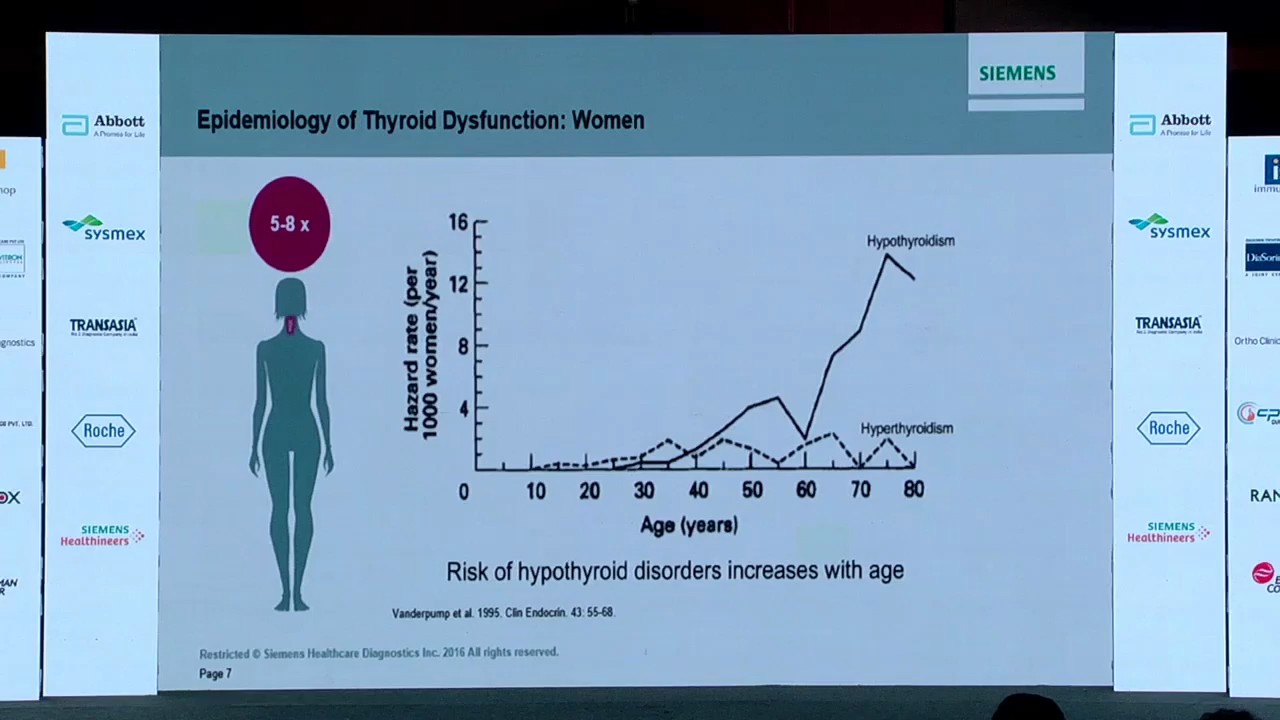 SIEMENS
Epidemiology of Thyroid Dysfunction: Women
5-8 x
Hazard rate (per
1000 women/year)
16
12
8
4
Hypothyroidism
Hyperthyroidism
0 10 20 30 40 50 60 70 80
Age (years)
Risk of hypothyroid disorders increases with age
Vanderpump et al. 1995. Clin Endocrin. 43: 55-68.
Restricted © Siemens Healthcare Diagnostics Inc. 2016 All rights reserved.
Page 7
Abbott
A Promise for Life
sysmex
TRANSASIA
Roche
SIEMENS
Healthineers
Abbott
A Promise for Life
sysmex
TRANSASIA
Roche
SIEMENS
Healthineers
Ortho Clinic
RAN